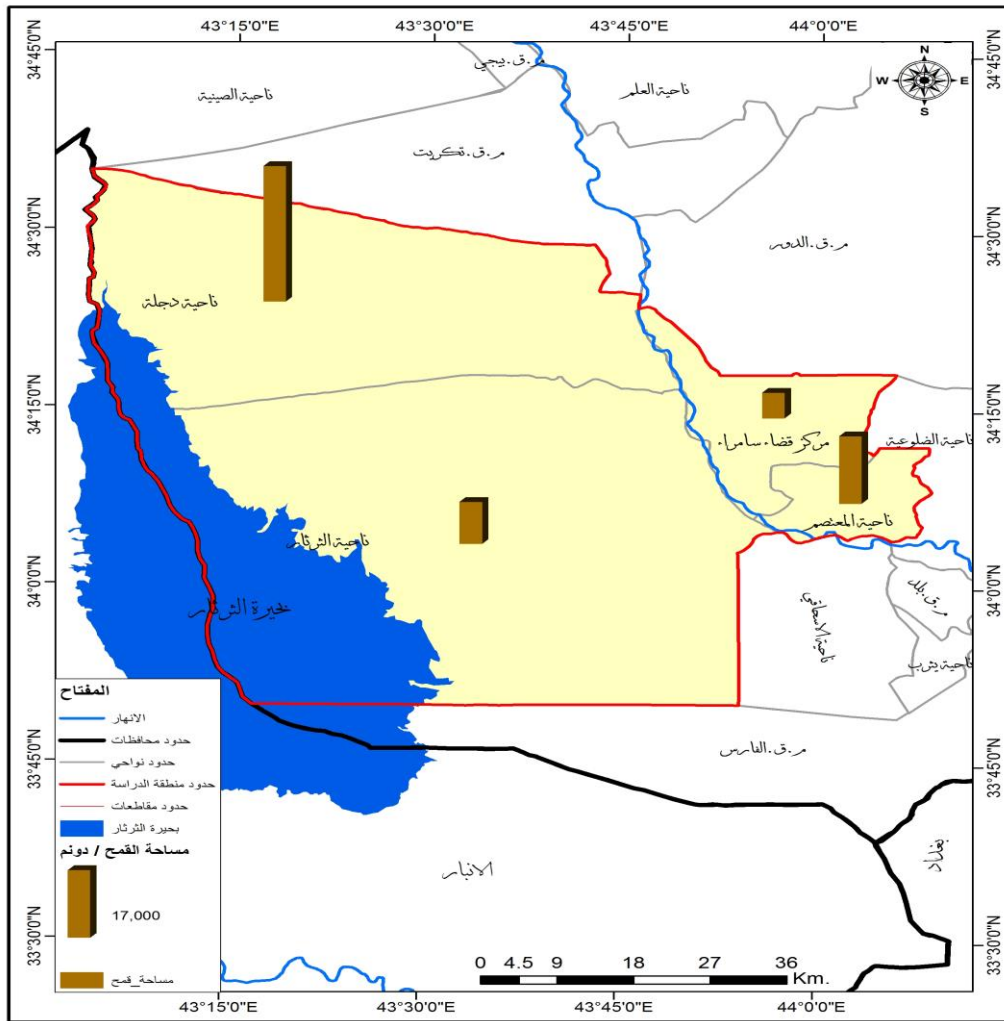 43°15'0"E 43°30'0"E 43°45'0"E 44°0'0"E
34°45'0"N
34°45'0"N
N
W E
S
م.ق.بيجي
ناحية الصينية
ناحية العلم
م.ق.تكريت
34°30'0"N
34°30'0"N
م.ق.الدور
ناحية دجلة
34°15'0"N
34°15'0"N
مركز قضاء سامراء
ناحية الضلوعية
ناحية المعتصم
ناحية الثرثار
34°0'0"N
34°0'0"N
م.ق.بلد
بحيرة الثرثار
ناحية الاسحاقي
ناحية يثرب
المفتاح
الانهار
حدود محافظات
حدود نواحي
حدود منطقة الدراسة
حدود مقاطعات
بحيرة الثرثار
مساحة القمح / دونم
17,000
مساحة_قمح
م.ق.الفارس
33°45'0"N
33°45'0"N
الانبار
بغداد
33°30'0"N
33°30'0"N
0 4.5 9 18 27 36
Km.
43°15'0"E 43°30'0"E 43°45'0"E 44°0'0"E